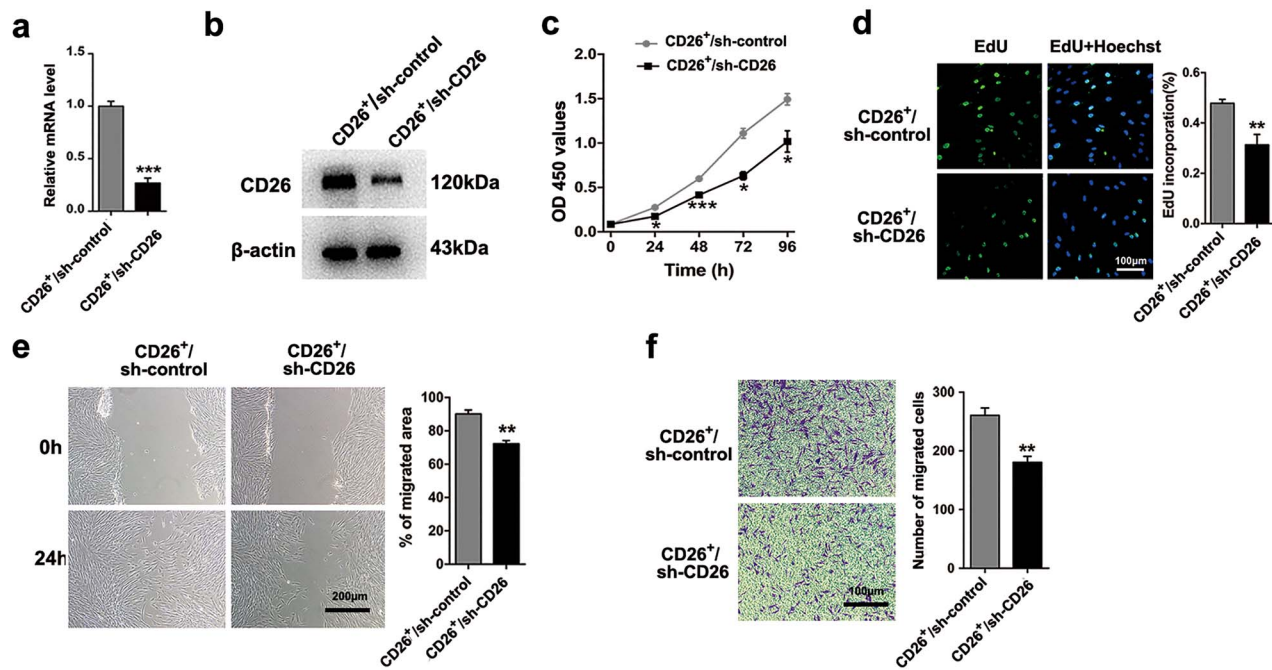 a
Relative mRNA level
1.5
1.0
0.5
0.0
***
CD26+/sh-control
CD26+/sh-CD26
b
CD26+/sh-control
CD26+/sh-CD26
CD26
120kDa
β-actin
43kDa
c
CD26+/sh-control
CD26+/sh-CD26
OD 450 values
2.0
1.5
1.0
0.5
0.0
*
***
*
*
0 24 48 72 96
Time (h)
d
EdU
EdU+Hoechst
CD26+/
sh-control
CD26+/
sh-CD26
100μm
EdU incorporation(%)
0.6
0.4
0.2
0.0
**
CD26+/sh-control
CD26+/sh-CD26
e
CD26+/
sh-control
CD26+/
sh-CD26
0h
24h
200μm
% of migrated area
100
80
60
40
20
0
**
CD26+/sh-control
CD26+/sh-CD26
f
CD26+/
sh-control
CD26+/
sh-CD26
100μm
Number of migrated cells
300
200
100
0
**
CD26+/sh-control
CD26+/sh-CD26